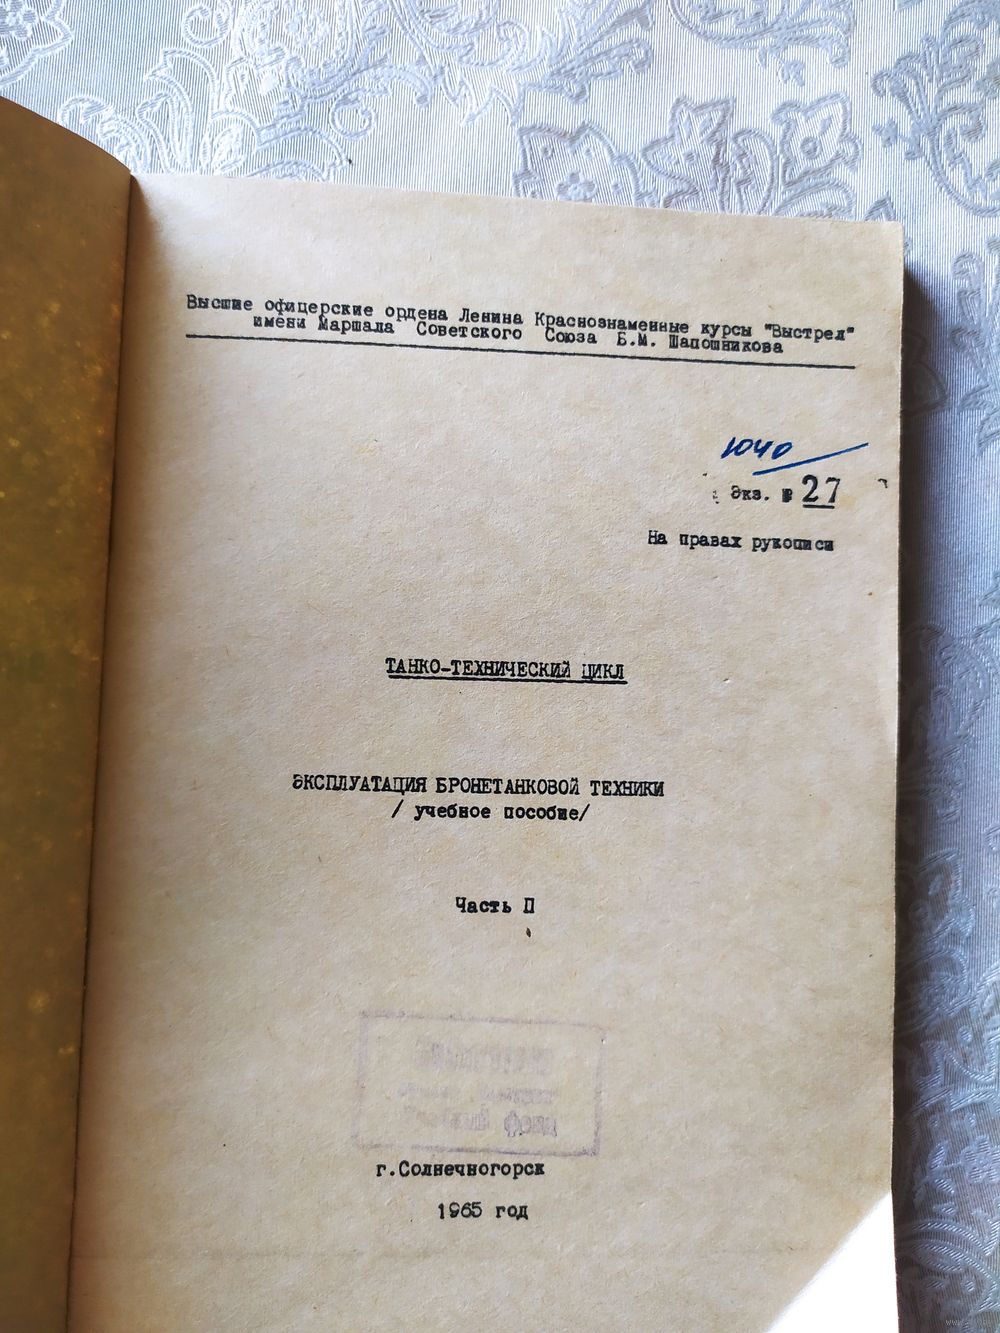 Высшие офицерские ордена Ленина Краснознаменные курсы "Выстрел"
имени Маршала Советского Союза Б.М. Шапошникова
1040
Экз. № 27
На правах рукописи
ТАНКО-ТЕХНИЧЕСКИЙ ЦИКЛ
ЭКСПЛУАТАЦИЯ БРОНЕТАНКОВОЙ ТЕХНИКИ
/ учебное пособие/
Часть П
г.Солнечногорск
1965 год